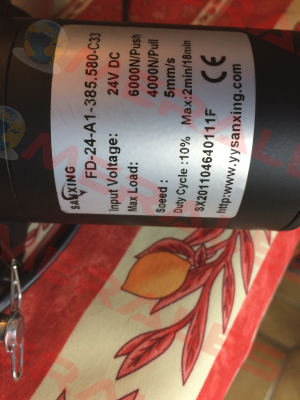 SANXING
FD-24-A1-385.580-C33
Input Voltage: 24V DC
Max Load: 6000N/Push
4000N/Pull
Speed: 5mm/s
Duty Cycle :10% Max:2min/18min
SX201104640111F
http:www.yysanxing.com
CE